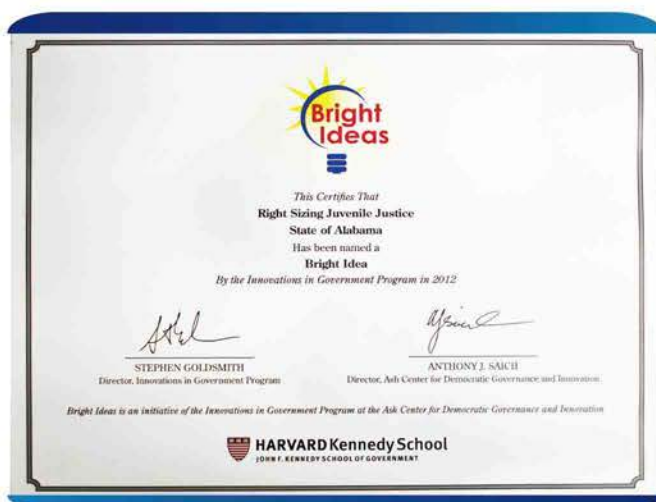 Bright
Ideas
This Certifies That
Right Sizing Juvenile Justice
State of Alabama
Has been named a
Bright Idea
By the Innovations in Government Program in 2012
STEPHEN GOLDSMITH
Director, Innovations in Government Program
ANTHONY J. SAICH
Director, Ash Center for Democratic Governance and Innovation
Bright Ideas is an initiative of the Innovations in Government Program at the Ash Center for Democratic Governance and Innovation
HARVARD Kennedy School
JOHN F. KENNEDY SCHOOL OF GOVERNMENT